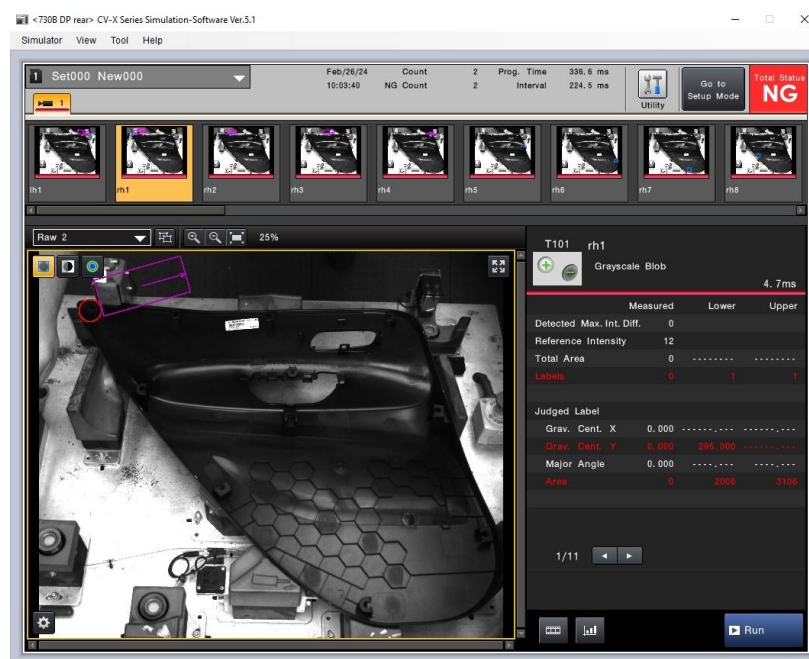 <730B DP rear> CV-X Series Simulation-Software Ver.5.1
Simulator View Tool Help
1 Set000 New000
Feb/26/24 Count 2 Prog. Time 336.6 ms
10:03:40 NG Count 2 Interval 224.5 ms
Utility
Go to
Setup Mode
Total Status
NG
1
lh1 rh1 rh2 rh3 rh4 rh5 rh6 rh7 rh8
Raw 2 25%
T101 rh1
Grayscale Blob
4.7ms
Measured Lower Upper
Detected Max. Int. Diff. 0
Reference Intensity 12
Total Area 0 -------- --------
Labels 0 1 1
Judged Label
Grav. Cent. X 0.000 ------.--- ------.---
Grav. Cent. Y 0.000 295.000 ------.---
Major Angle 0.000 ----.--- ----.---
Area 0 2006 3106
1/11
Run